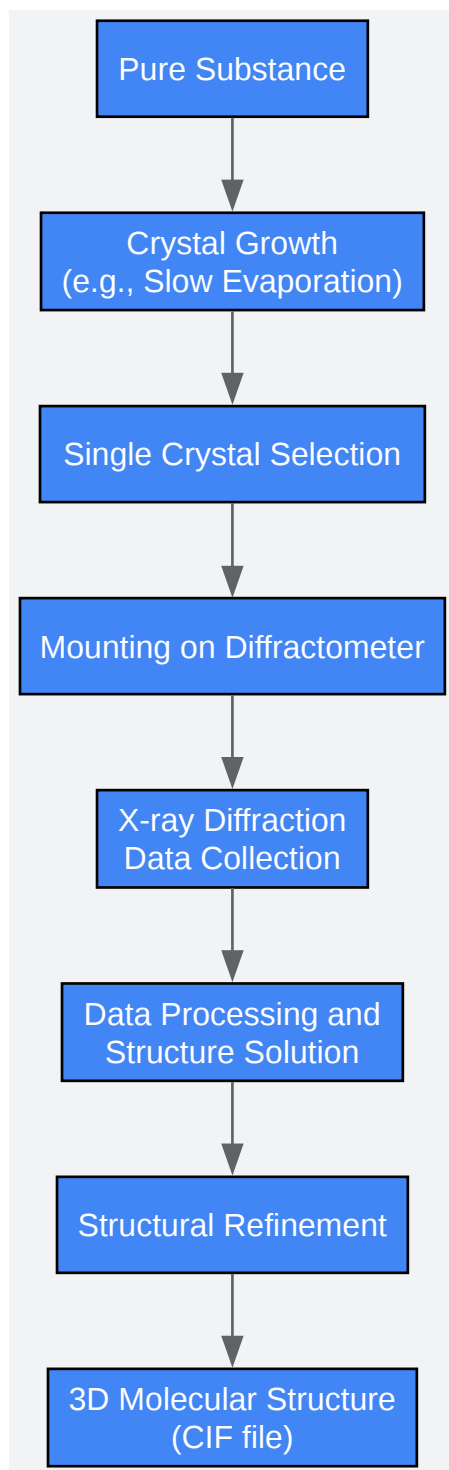 Pure Substance
Crystal Growth
(e.g., Slow Evaporation)
Single Crystal Selection
Mounting on Diffractometer
X-ray Diffraction
Data Collection
Data Processing and
Structure Solution
Structural Refinement
3D Molecular Structure
(CIF file)